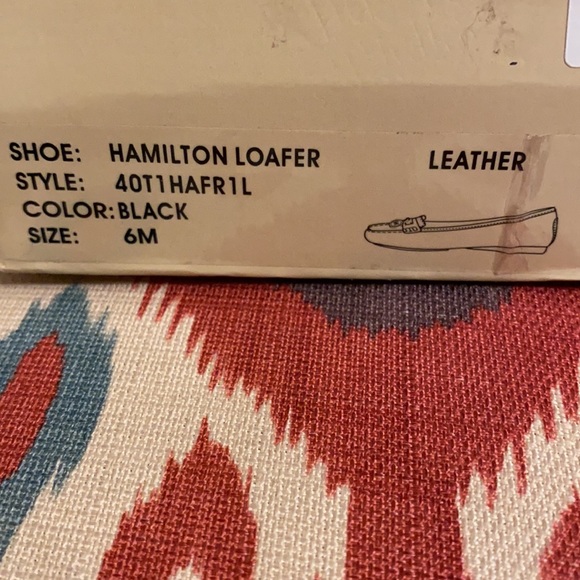 SHOE: HAMILTON LOAFER LEATHER
STYLE: 40T1HAFR1L
COLOR: BLACK
SIZE: 6M